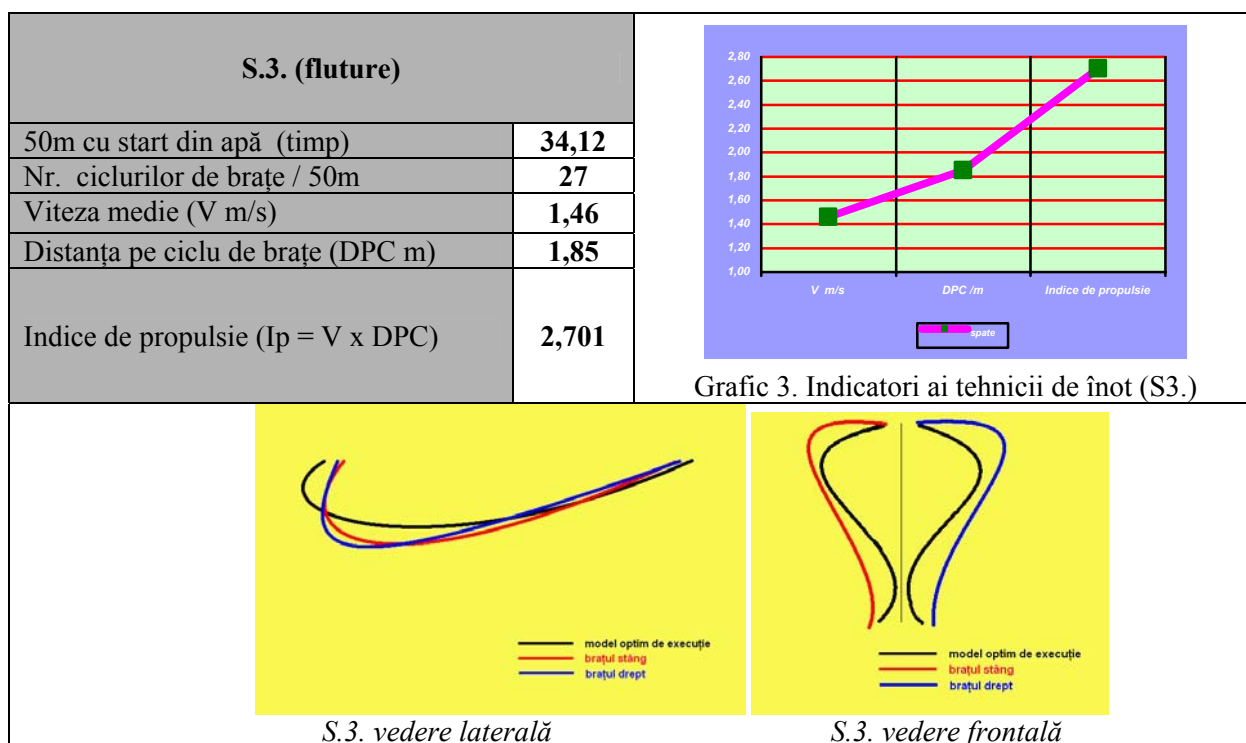 S.3. (fluture)
50m cu start din apă (timp) 34,12
Nr. ciclurilor de brațe / 50m 27
Viteza medie (V m/s) 1,46
Distanța pe ciclu de brațe (DPC m) 1,85
Indice de propulsie (Ip = V x DPC) 2,701
2,80
2,60
2,40
2,20
2,00
1,80
1,60
1,40
1,20
1,00
V m/s DPC /m Indice de propulsie
spate
Grafic 3. Indicatori ai tehnicii de înot (S3.)
model optim de execuție
brațul stâng
brațul drept
S.3. vedere laterală
model optim de execuție
brațul stâng
brațul drept
S.3. vedere frontală